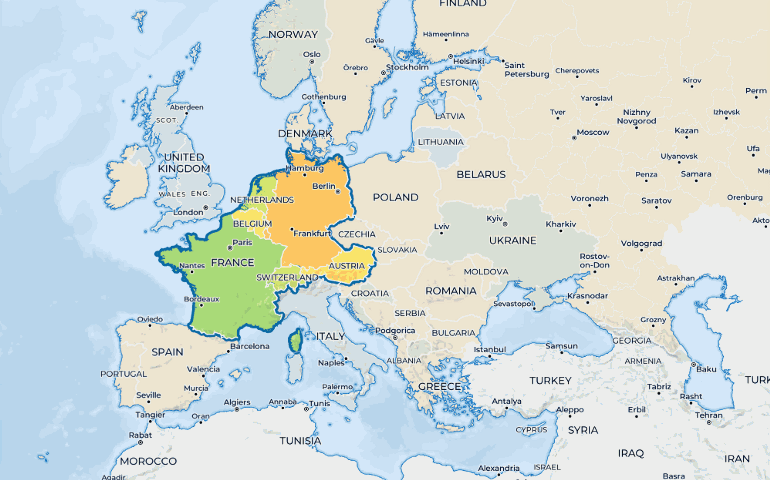 FINLAND
NORWAY
Hämeenlinna
Gävle
Oslo
Helsinki
Saint
Petersburg
Cherepovets
Örebro
Stockholm
ESTONIA
Kirov
Perm
Yaroslavl
Gothenburg
Aberdeen
SCOT.
LATVIA
Tver
Nizhny
Novgorod
Izhevsk
Moscow
Kazan
DENMARK
LITHUANIA
Ufa
UNITED
KINGDOM
Ulyanovsk
Hamburg
BELARUS
Penza
Samara
Berlin
WALES
ENG.
POLAND
NETHERLANDS
Voronezh
Saratov
Orenburg
London
Kyiv
BELGIUM
Lviv
Kharkiv
Akto
Frankfurt
CZECHIA
Paris
UKRAINE
Volgograd
SLOVAKIA
FRANCE
Nantes
AUSTRIA
Rostov-
on-Don
SWITZERLAND
MOLDOVA
Astrakhan
CROATIA
ROMANIA
Bordeaux
Sevastopol
Krasnodar
SERBIA
Oviedo
Grozny
Podgorica
BULGARIA
ITALY
GEORGIA
Barcelona
Istanbul
Samsun
SPAIN
ALBANIA
ARMENIA
Naples
Baku
PORTUGAL
Valencia
TURKEY
TURK
GREECE
Palermo
Tabriz
Murcia
Seville
Rasht
Algiers
Annaba
Tunis
Antalya
Aleppo
Erbil
Tangier
Oran
Tehran
CYPRUS
SYRIA
Rabat
TUNISIA
IRAQ
MOROCCO
IRAN
Alexandria
ISRAEL
Agadir
Basra